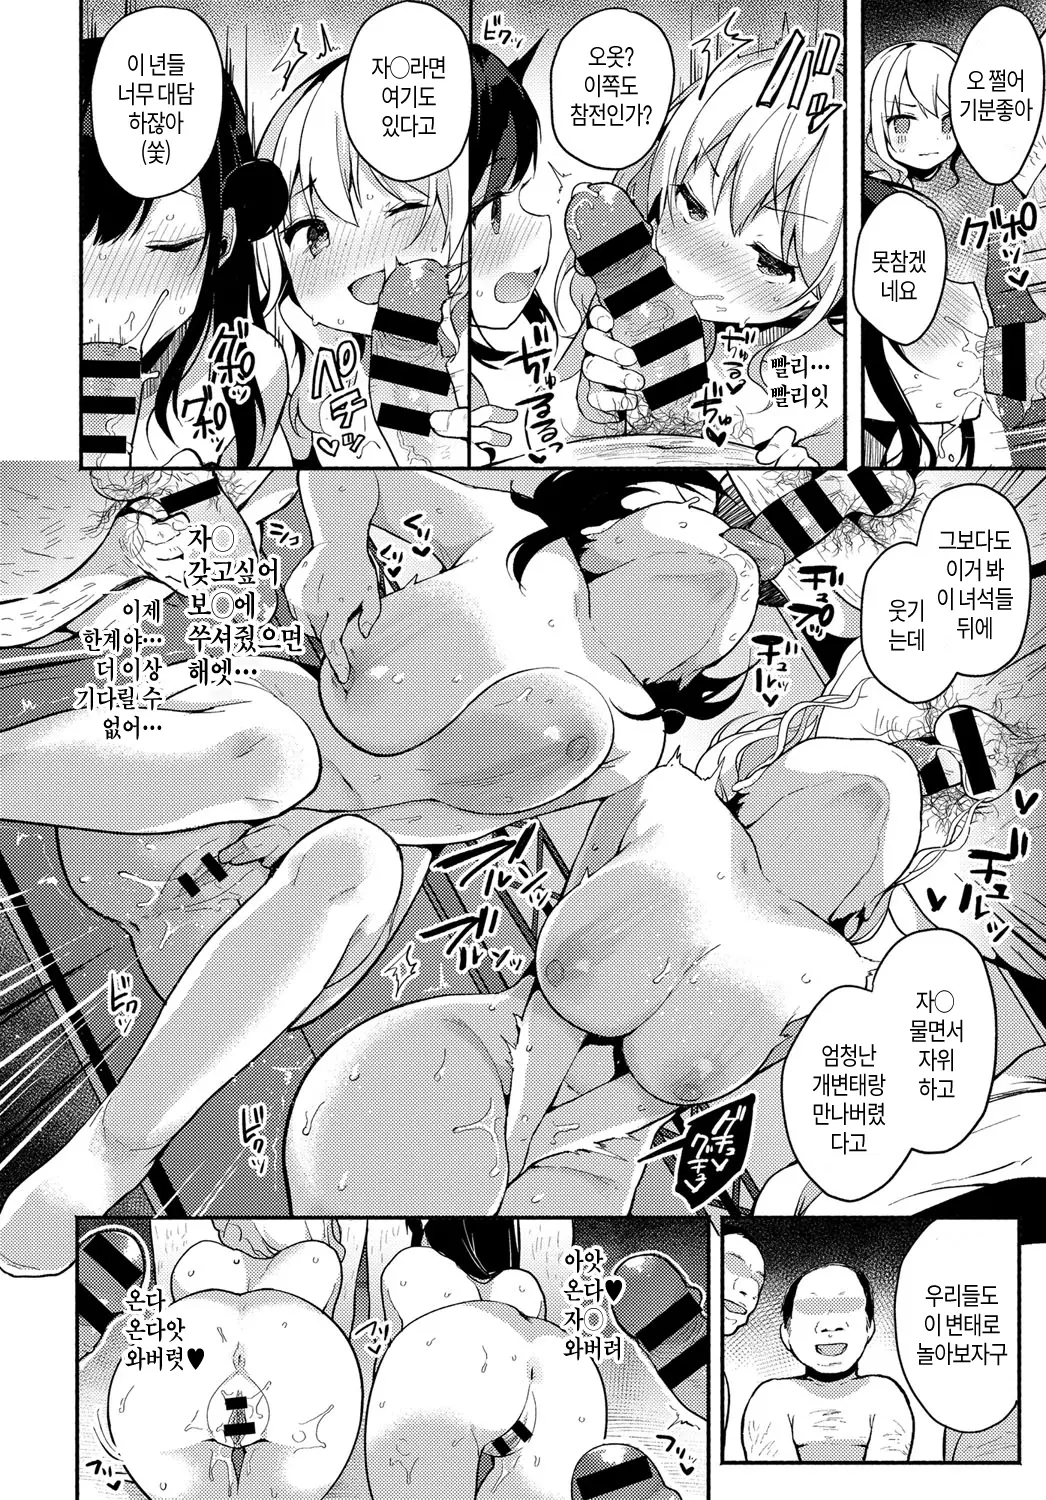 오 쩔어
기분좋아
못참겠
네요
오옷?
이쪽도
참전인가?
빨리…
빨리잇
자○라면
여기도
있다고
이 년들
너무 대담
하잖아
(쑻)
그보다도
이거 봐
이 녀석들
뒤에
웃기
는데
자○
갖고싶어
보○에
쑤셔줬으면
해엣…
이제
한계야…
더 이상
기다릴 수
없어…
자○
물면서
자위
하고
엄청난
개변태랑
만나버렸
다고
우리들도
이 변태로
놀아보자구
아앗
온다♥
자○
와버려
온다
온다앗
와버렷♥